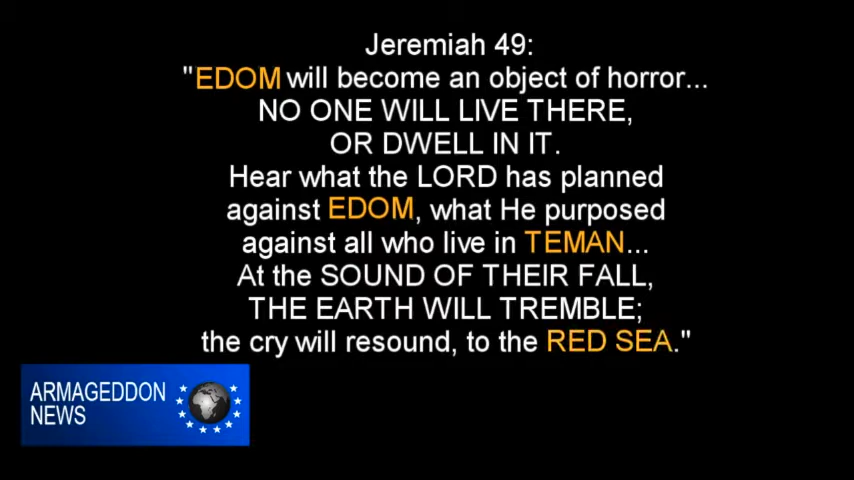 Jeremiah 49:
"EDOM will become an object of horror...
NO ONE WILL LIVE THERE,
OR DWELL IN IT.
Hear what the LORD has planned
against EDOM, what He purposed
against all who live in TEMAN...
At the SOUND OF THEIR FALL,
THE EARTH WILL TREMBLE;
the cry will resound, to the RED SEA."
ARMAGEDDON
NEWS